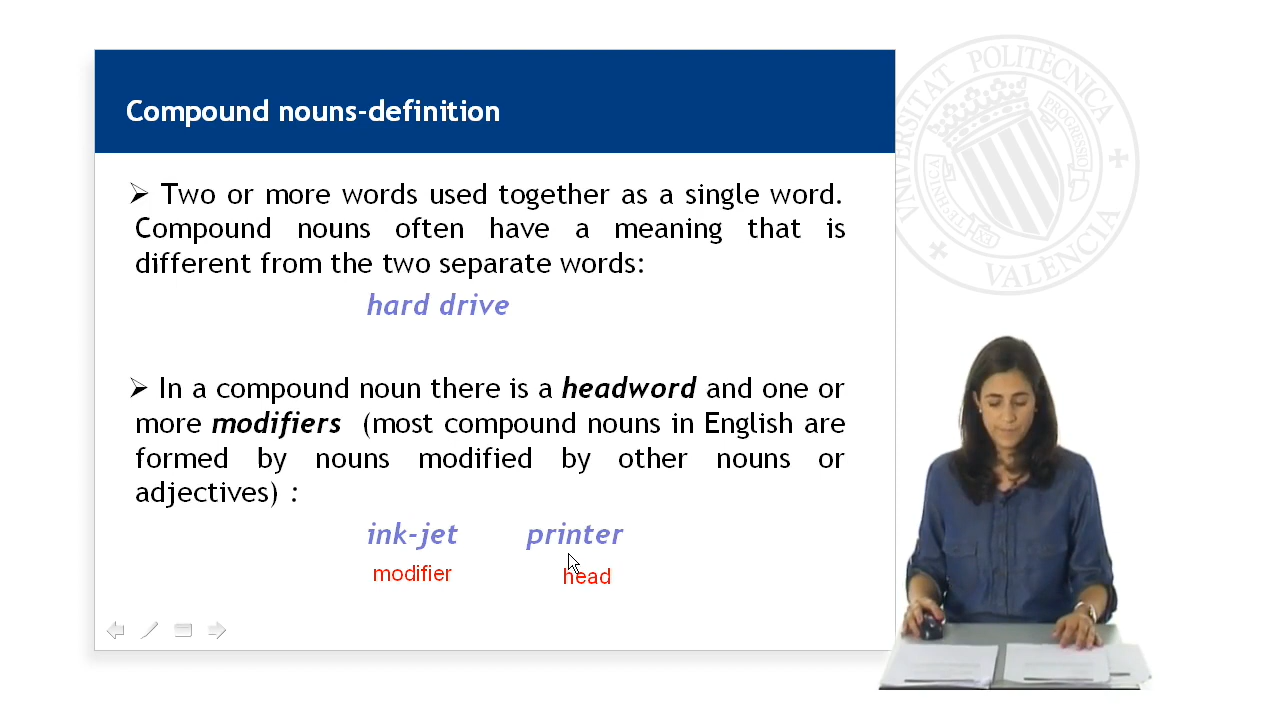 Compound nouns-definition
➢ Two or more words used together as a single word.
Compound nouns often have a meaning that is
different from the two separate words:
hard drive
➢ In a compound noun there is a headword and one or
more modifiers (most compound nouns in English are
formed by nouns modified by other nouns or
adjectives) :
ink-jet printer
modifier head
UNIVERSITAT POLITÈCNICA
VALÈNCIA
PROGRESSIO